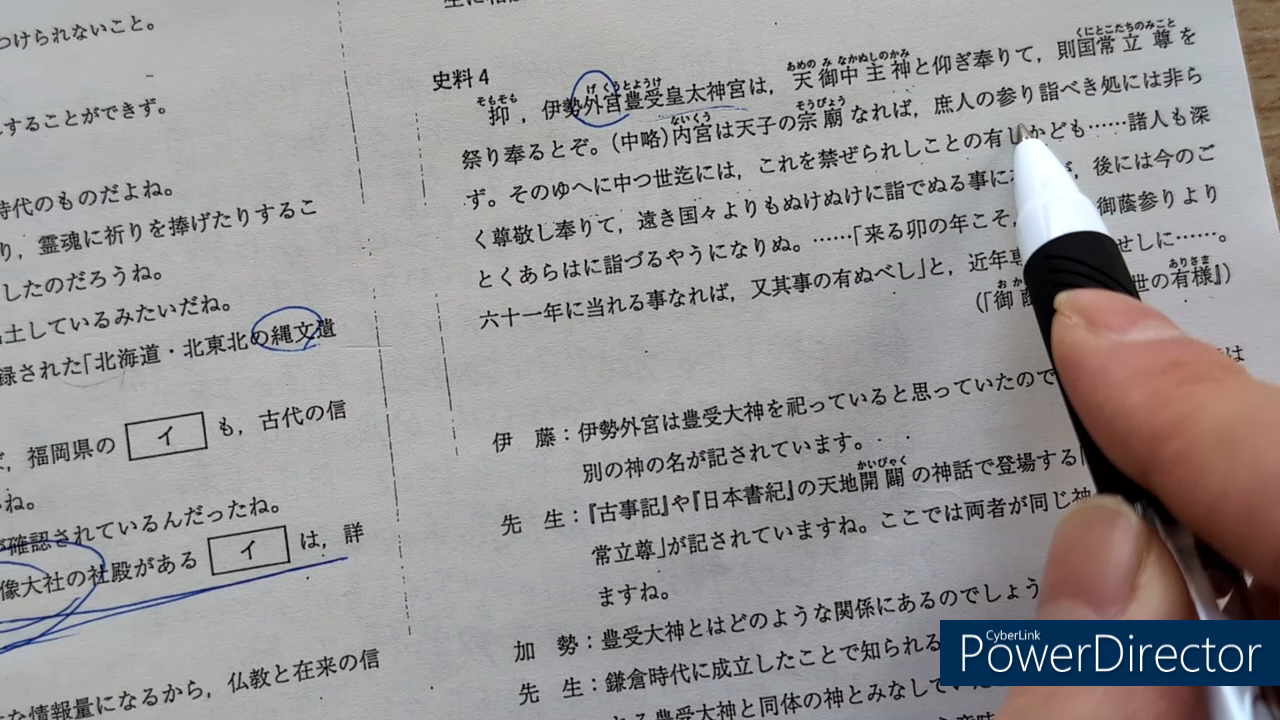 つけられないこと。
することができず。
時代のものだよね。
り，霊魂に祈りを捧げたりするこ
したのだろうね。
土しているみたいだね。
録された「北海道・北東北の縄文遺
福岡県の イ も，古代の信
ね。
が確認されているんだったね。
像大社の社殿がある イ は，詳
な情報量になるから，仏教と在来の信
史料4
抑，伊勢外宮豊受皇太神宮は，天御中主神と仰ぎ奉りて，則国常立尊を
祭り奉るとぞ。（中略）内宮は天子の宗廟なれば，庶人の参り詣べき処には非ら
ず。そのゆへに中つ世迄には，これを禁ぜられしことの有しかども……諸人も深
く尊敬し奉りて，遠き国々よりもぬけぬけに詣でぬる事に 後には今のご
とくあらはに詣づるやうになりぬ。……「来る卯の年こそ， 御蔭参りより
六十一年に当れる事なれば，又其事の有ぬべし」と，近年 せしに……。
（「御 世の有様』）
は
伊　藤：伊勢外宮は豊受大神を祀っていると思っていたので
別の神の名が記されています。
先　生：『古事記』や『日本書紀』の天地開闢の神話で登場する
常立尊」が記されていますね。ここでは両者が同じ神
ますね。
加　勢：豊受大神とはどのような関係にあるのでしょう
先　生：鎌倉時代に成立したことで知られる
る豊受大神と同体の神とみなしてい
CyberLink
PowerDirector